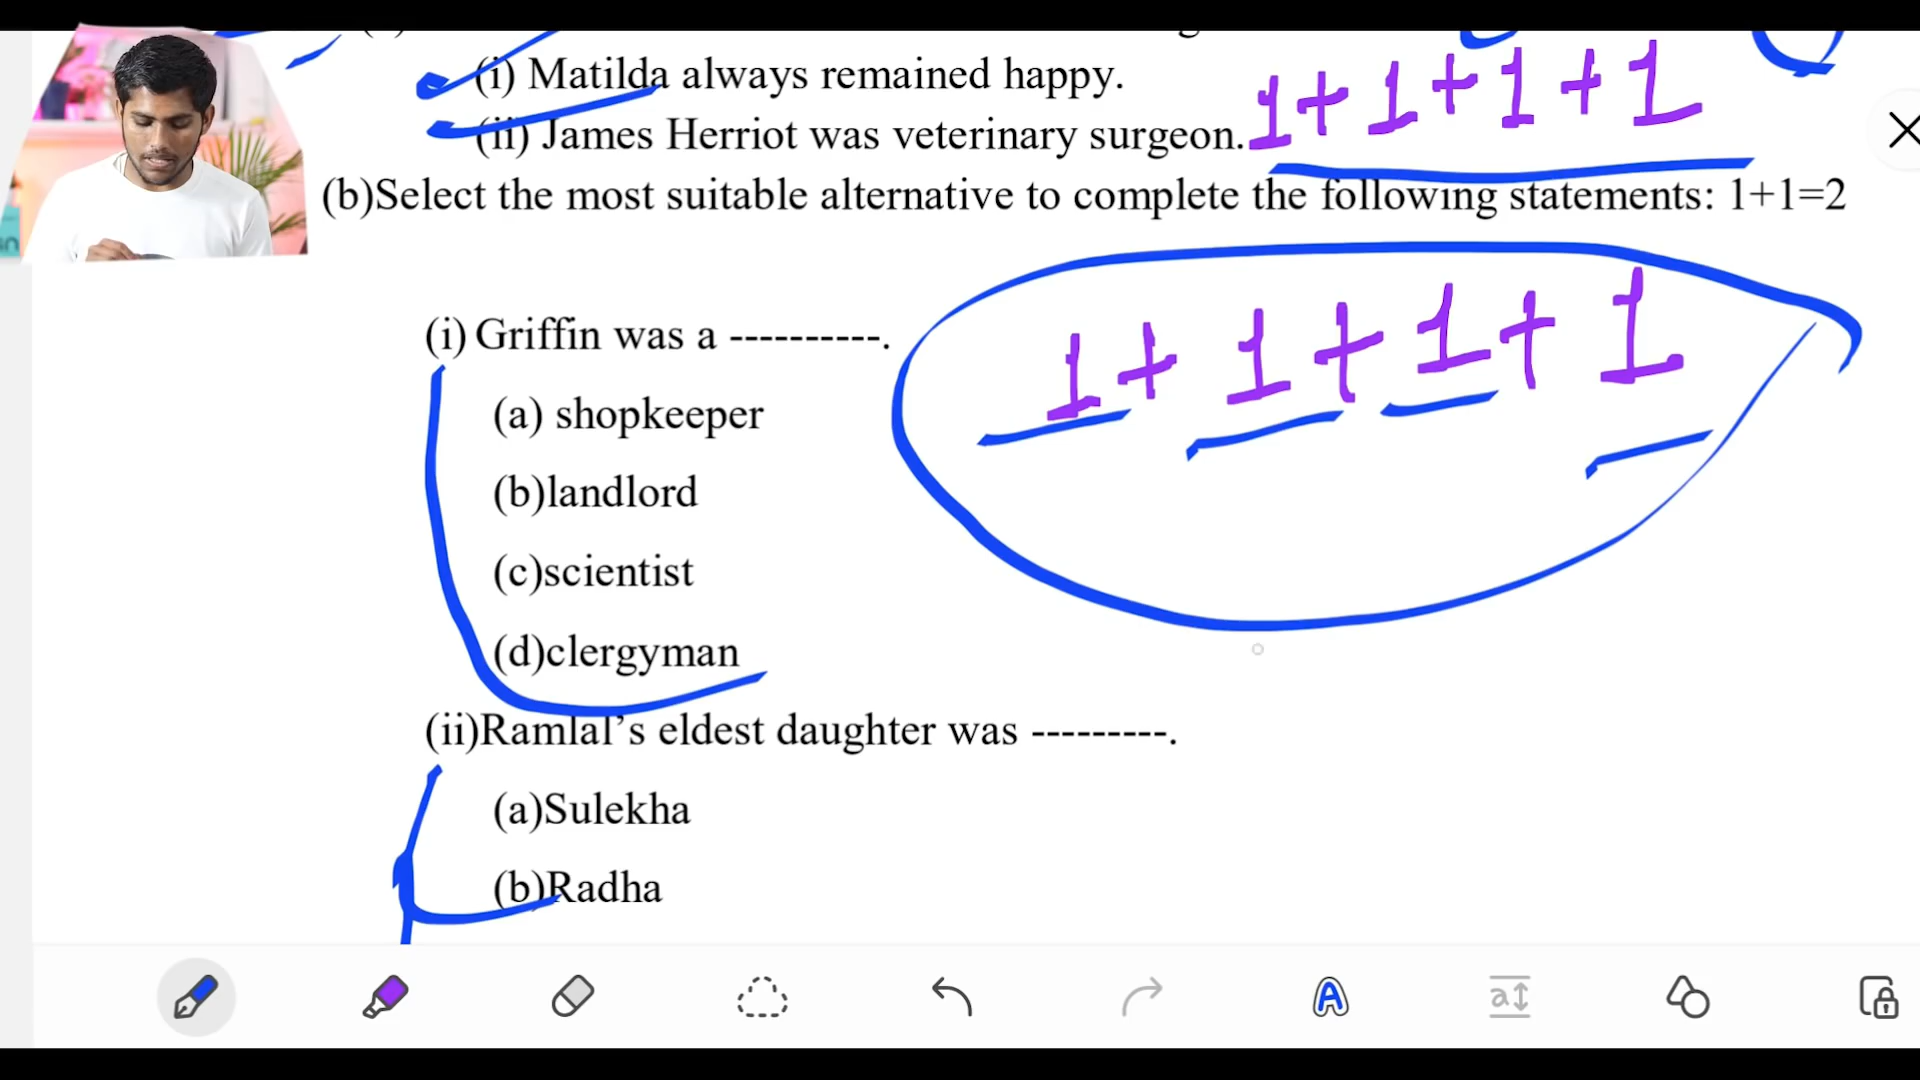 (i) Matilda always remained happy.
1+1+1+1
(ii) James Herriot was veterinary surgeon.
(b)Select the most suitable alternative to complete the following statements: 1+1=2
(i) Griffin was a ----------.
1+1+1+1
(a) shopkeeper
(b)landlord
(c)scientist
(d)clergyman
(ii)Ramlal’s eldest daughter was ---------.
(a)Sulekha
(b)Radha
A
a